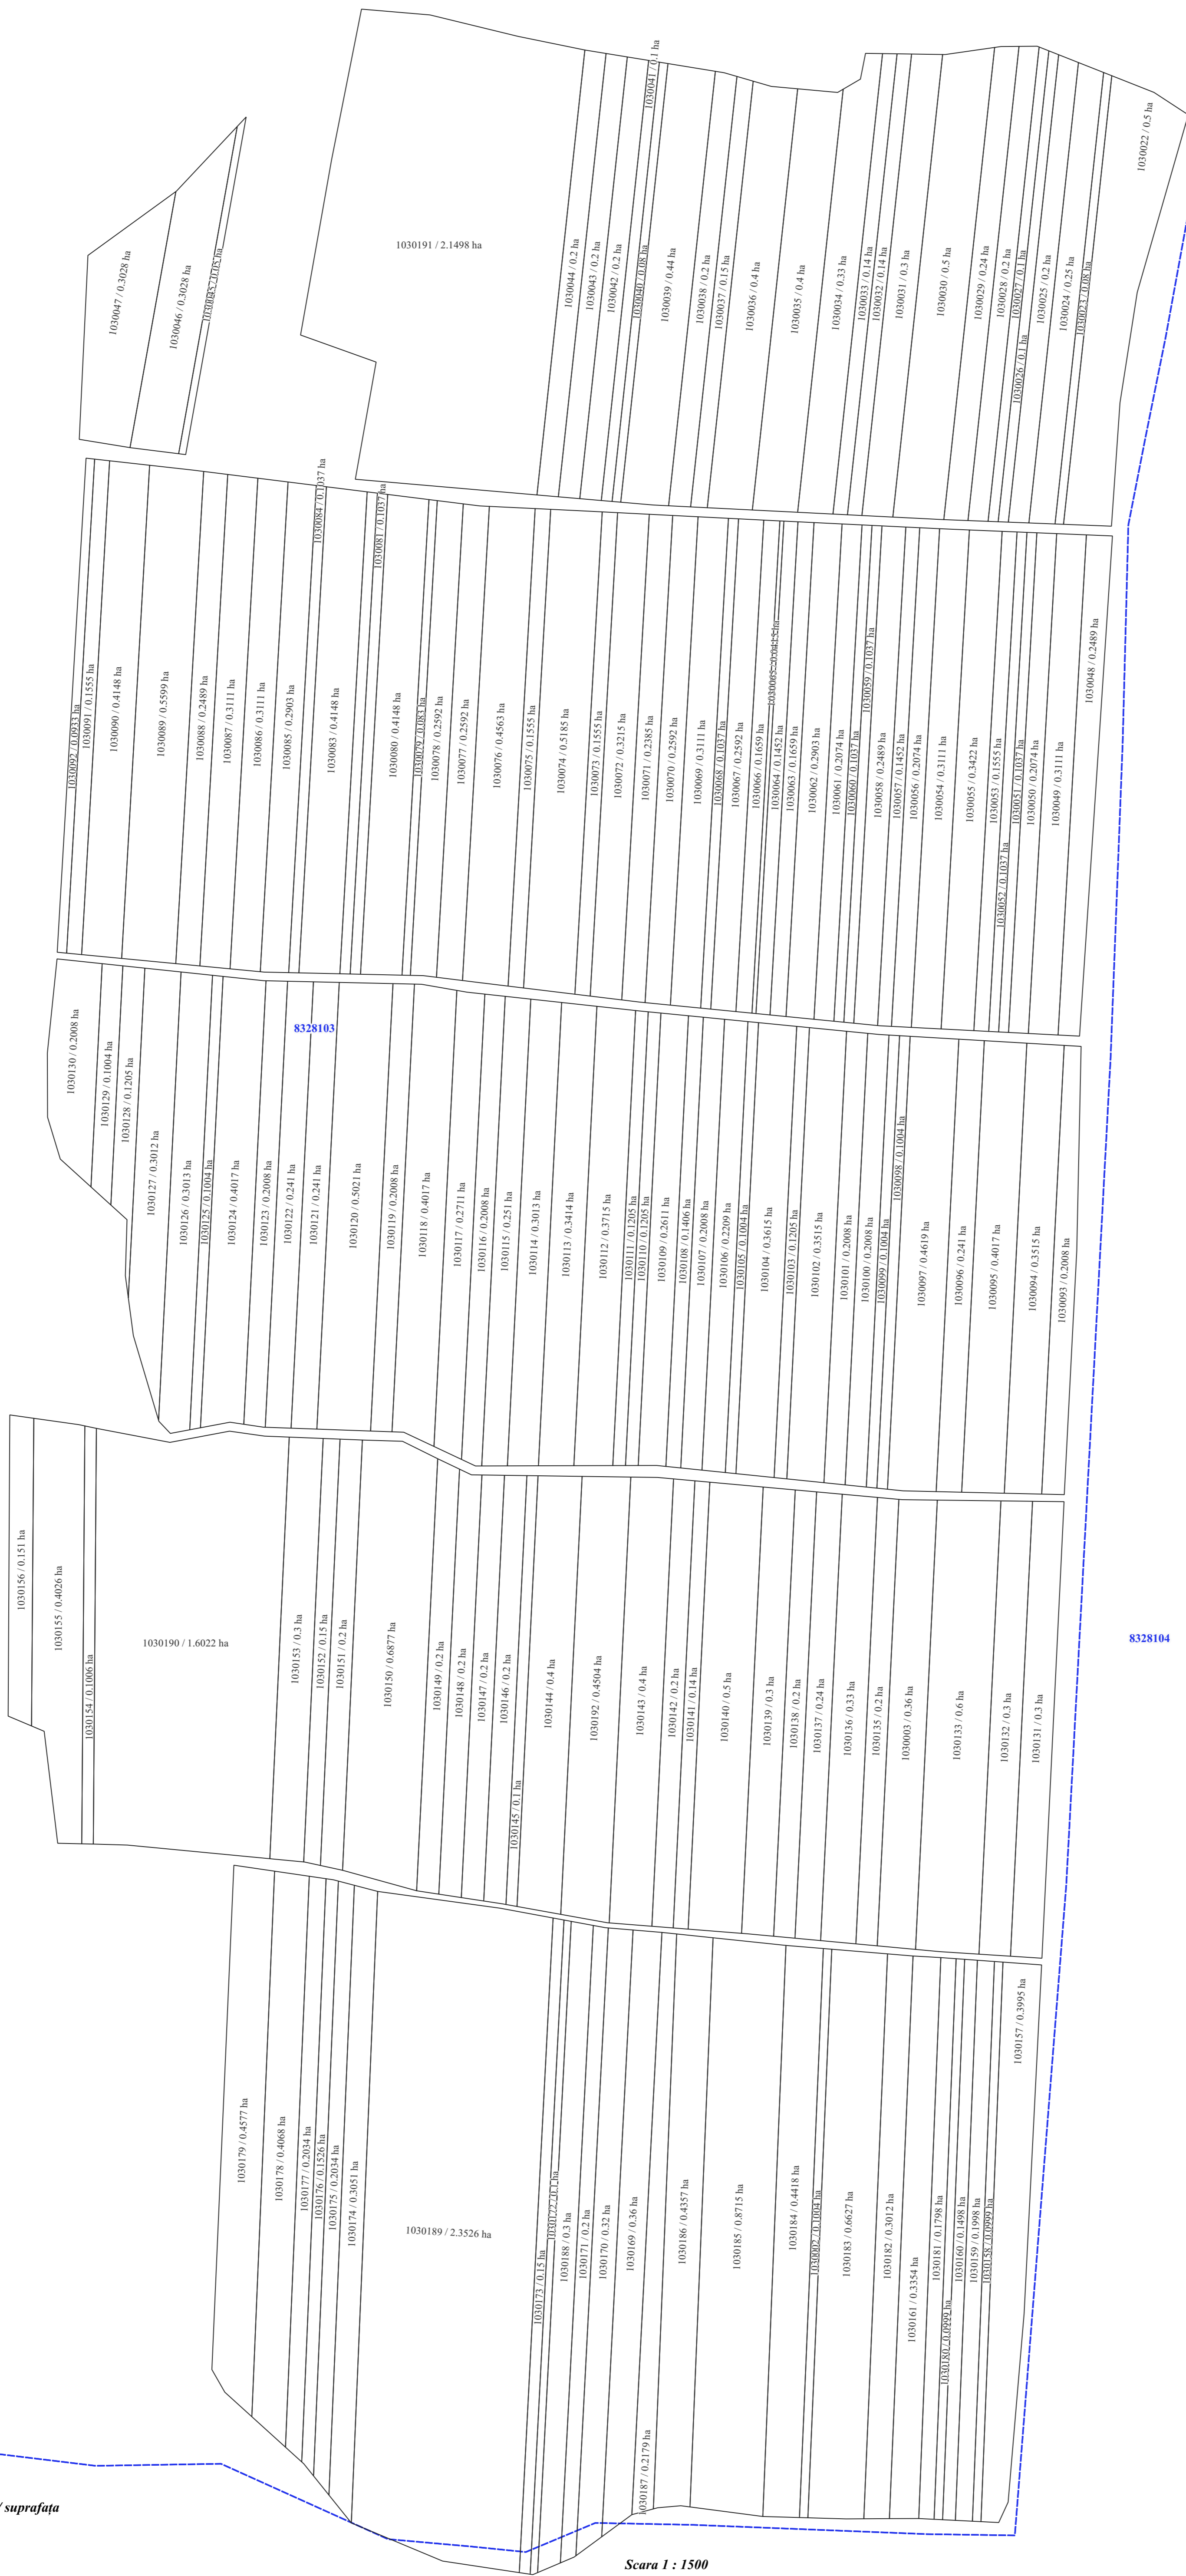 1030191 / 2.1498 ha
1030044 / 0.2 ha
1030043 / 0.2 ha
1030042 / 0.2 ha
1030041 / 0.1 ha
1030040 / 0.08 ha
1030039 / 0.44 ha
1030038 / 0.2 ha
1030037 / 0.15 ha
1030036 / 0.4 ha
1030035 / 0.4 ha
1030034 / 0.33 ha
1030033 / 0.14 ha
1030032 / 0.14 ha
1030031 / 0.3 ha
1030030 / 0.5 ha
1030029 / 0.24 ha
1030028 / 0.2 ha
1030027 / 0.1 ha
1030026 / 0.1 ha
1030025 / 0.2 ha
1030024 / 0.25 ha
1030023 / 0.08 ha
1030022 / 0.5 ha
1030047 / 0.3028 ha
1030046 / 0.3028 ha
1030092 / 0.0933 ha
1030091 / 0.1555 ha
1030090 / 0.4148 ha
1030089 / 0.5599 ha
1030088 / 0.2489 ha
1030087 / 0.3111 ha
1030086 / 0.3111 ha
1030085 / 0.2903 ha
1030084 / 0.1037 ha
1030083 / 0.4148 ha
1030081 / 0.1037 ha
1030080 / 0.4148 ha
1030079 / 0.083 ha
1030078 / 0.2592 ha
1030077 / 0.2592 ha
1030076 / 0.4563 ha
1030075 / 0.1555 ha
1030074 / 0.5185 ha
1030073 / 0.1555 ha
1030072 / 0.3215 ha
1030071 / 0.2385 ha
1030070 / 0.2592 ha
1030069 / 0.3111 ha
1030068 / 0.1037 ha
1030067 / 0.2592 ha
1030066 / 0.1659 ha
1030064 / 0.1452 ha
1030063 / 0.1659 ha
1030062 / 0.2903 ha
1030061 / 0.2074 ha
1030060 / 0.1037 ha
1030059 / 0.1037 ha
1030058 / 0.2489 ha
1030057 / 0.1452 ha
1030056 / 0.2074 ha
1030054 / 0.3111 ha
1030055 / 0.3422 ha
1030053 / 0.1555 ha
1030052 / 0.1037 ha
1030051 / 0.1037 ha
1030050 / 0.2074 ha
1030049 / 0.3111 ha
1030048 / 0.2489 ha
8328103
1030130 / 0.2008 ha
1030129 / 0.1004 ha
1030128 / 0.1205 ha
1030127 / 0.3012 ha
1030126 / 0.3013 ha
1030125 / 0.1004 ha
1030124 / 0.4017 ha
1030123 / 0.2008 ha
1030122 / 0.241 ha
1030121 / 0.241 ha
1030120 / 0.5021 ha
1030119 / 0.2008 ha
1030118 / 0.4017 ha
1030117 / 0.2711 ha
1030116 / 0.2008 ha
1030115 / 0.251 ha
1030114 / 0.3013 ha
1030113 / 0.3414 ha
1030112 / 0.3715 ha
1030111 / 0.1205 ha
1030110 / 0.1205 ha
1030109 / 0.2611 ha
1030108 / 0.1406 ha
1030107 / 0.2008 ha
1030106 / 0.2209 ha
1030105 / 0.1004 ha
1030104 / 0.3615 ha
1030103 / 0.1205 ha
1030102 / 0.3515 ha
1030101 / 0.2008 ha
1030100 / 0.2008 ha
1030099 / 0.1004 ha
1030098 / 0.1004 ha
1030097 / 0.4619 ha
1030096 / 0.241 ha
1030095 / 0.4017 ha
1030094 / 0.3515 ha
1030093 / 0.2008 ha
1030156 / 0.151 ha
1030155 / 0.4026 ha
1030154 / 0.1006 ha
1030190 / 1.6022 ha
1030153 / 0.3 ha
1030152 / 0.15 ha
1030151 / 0.2 ha
1030150 / 0.6877 ha
1030149 / 0.2 ha
1030148 / 0.2 ha
1030147 / 0.2 ha
1030146 / 0.2 ha
1030145 / 0.1 ha
1030144 / 0.4 ha
1030192 / 0.4504 ha
1030143 / 0.4 ha
1030142 / 0.2 ha
1030141 / 0.14 ha
1030140 / 0.5 ha
1030139 / 0.3 ha
1030138 / 0.2 ha
1030137 / 0.24 ha
1030136 / 0.33 ha
1030135 / 0.2 ha
1030003 / 0.36 ha
1030133 / 0.6 ha
1030132 / 0.3 ha
1030131 / 0.3 ha
8328104
1030179 / 0.4577 ha
1030178 / 0.4068 ha
1030177 / 0.2034 ha
1030176 / 0.1526 ha
1030175 / 0.2034 ha
1030174 / 0.3051 ha
1030189 / 2.3526 ha
1030173 / 0.15 ha
1030172 / 0.1 ha
1030188 / 0.3 ha
1030171 / 0.2 ha
1030170 / 0.32 ha
1030169 / 0.36 ha
1030187 / 0.2179 ha
1030186 / 0.4357 ha
1030185 / 0.8715 ha
1030184 / 0.4418 ha
1030002 / 0.1004 ha
1030183 / 0.6627 ha
1030182 / 0.3012 ha
1030161 / 0.3354 ha
1030181 / 0.1798 ha
1030180 / 0.0999 ha
1030160 / 0.1498 ha
1030159 / 0.1998 ha
1030158 / 0.0999 ha
1030157 / 0.3995 ha
/ suprafața
Scara 1 : 1500